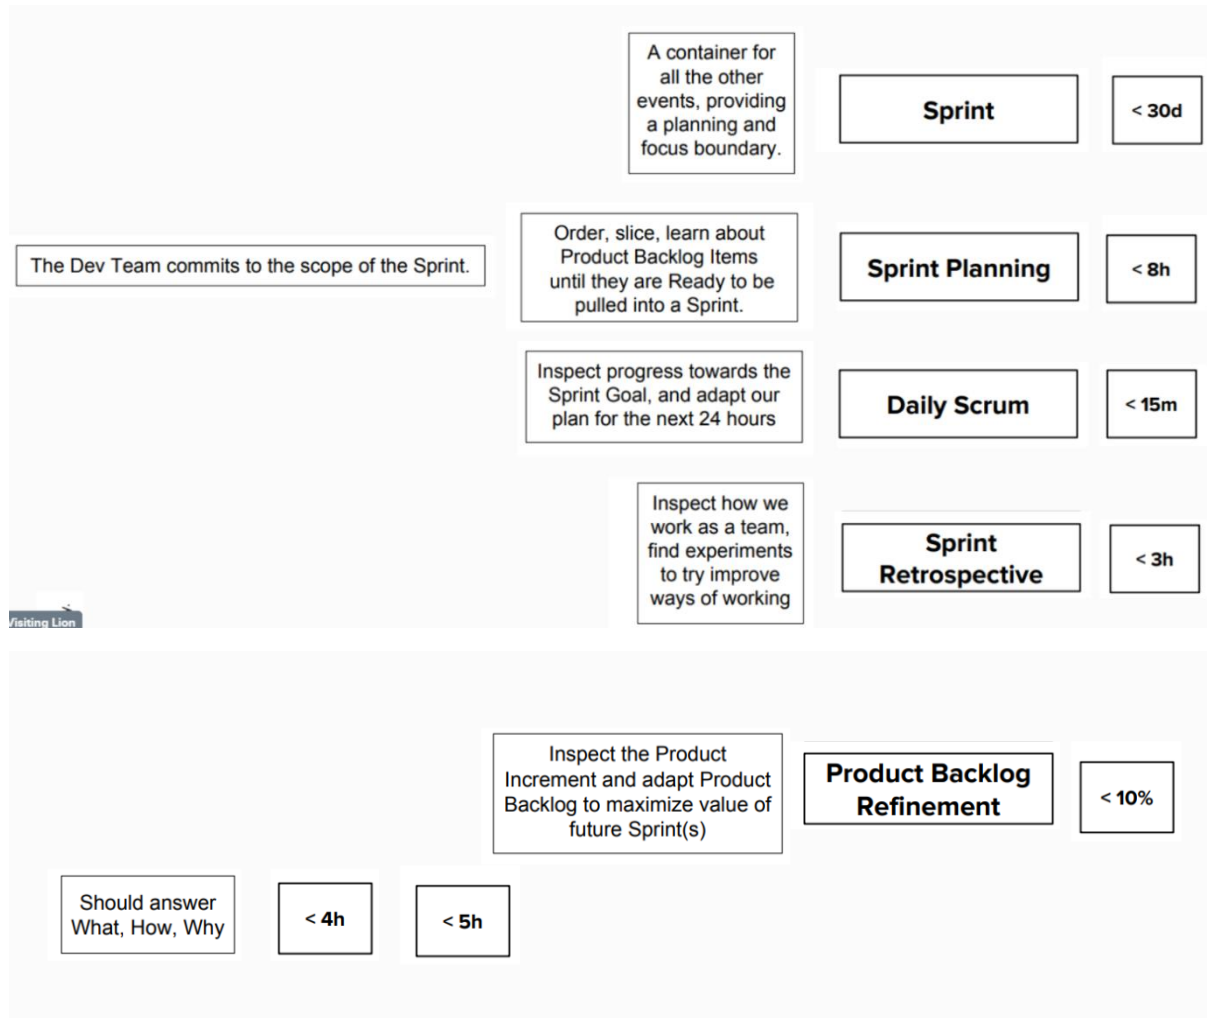 A container for
all the other
events, providing
a planning and
focus boundary.
Sprint
< 30d
The Dev Team commits to the scope of the Sprint.
Order, slice, learn about
Product Backlog Items
until they are Ready to be
pulled into a Sprint.
Sprint Planning
< 8h
Inspect progress towards the
Sprint Goal, and adapt our
plan for the next 24 hours
Daily Scrum
< 15m
Inspect how we
work as a team,
find experiments
to try improve
ways of working
Sprint
Retrospective
< 3h
Visiting Lion
Inspect the Product
Increment and adapt Product
Backlog to maximize value of
future Sprint(s)
Product Backlog
Refinement
< 10%
Should answer
What, How, Why
< 4h
< 5h